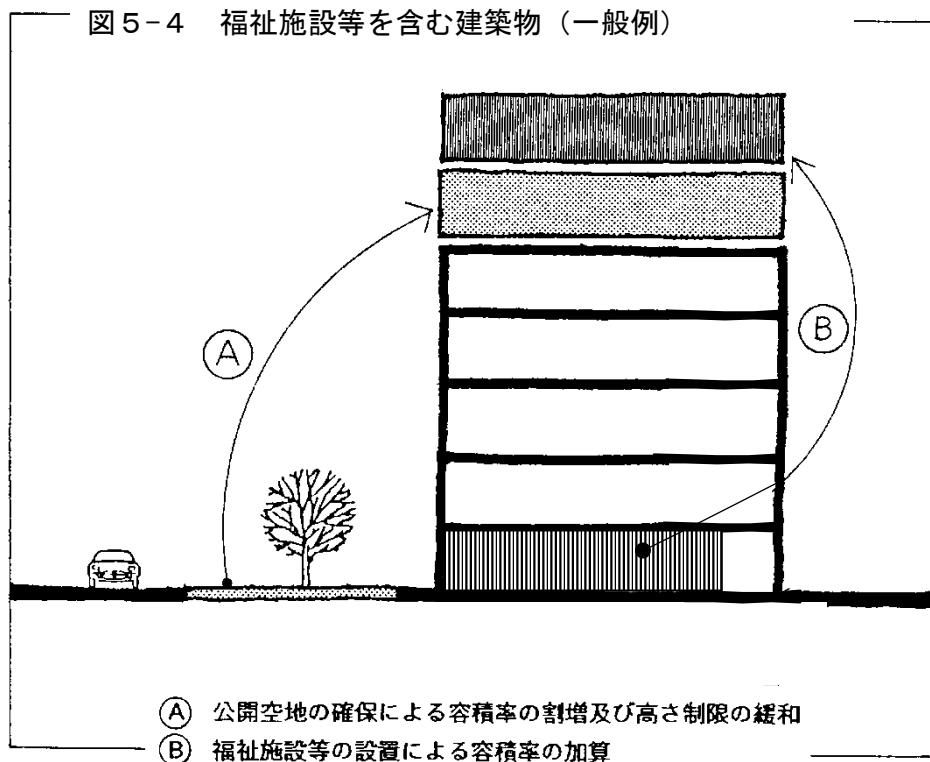 図5-4 福祉施設等を含む建築物（一般例）
A
B
Ⓐ 公開空地の確保による容積率の割増及び高さ制限の緩和
Ⓑ 福祉施設等の設置による容積率の加算